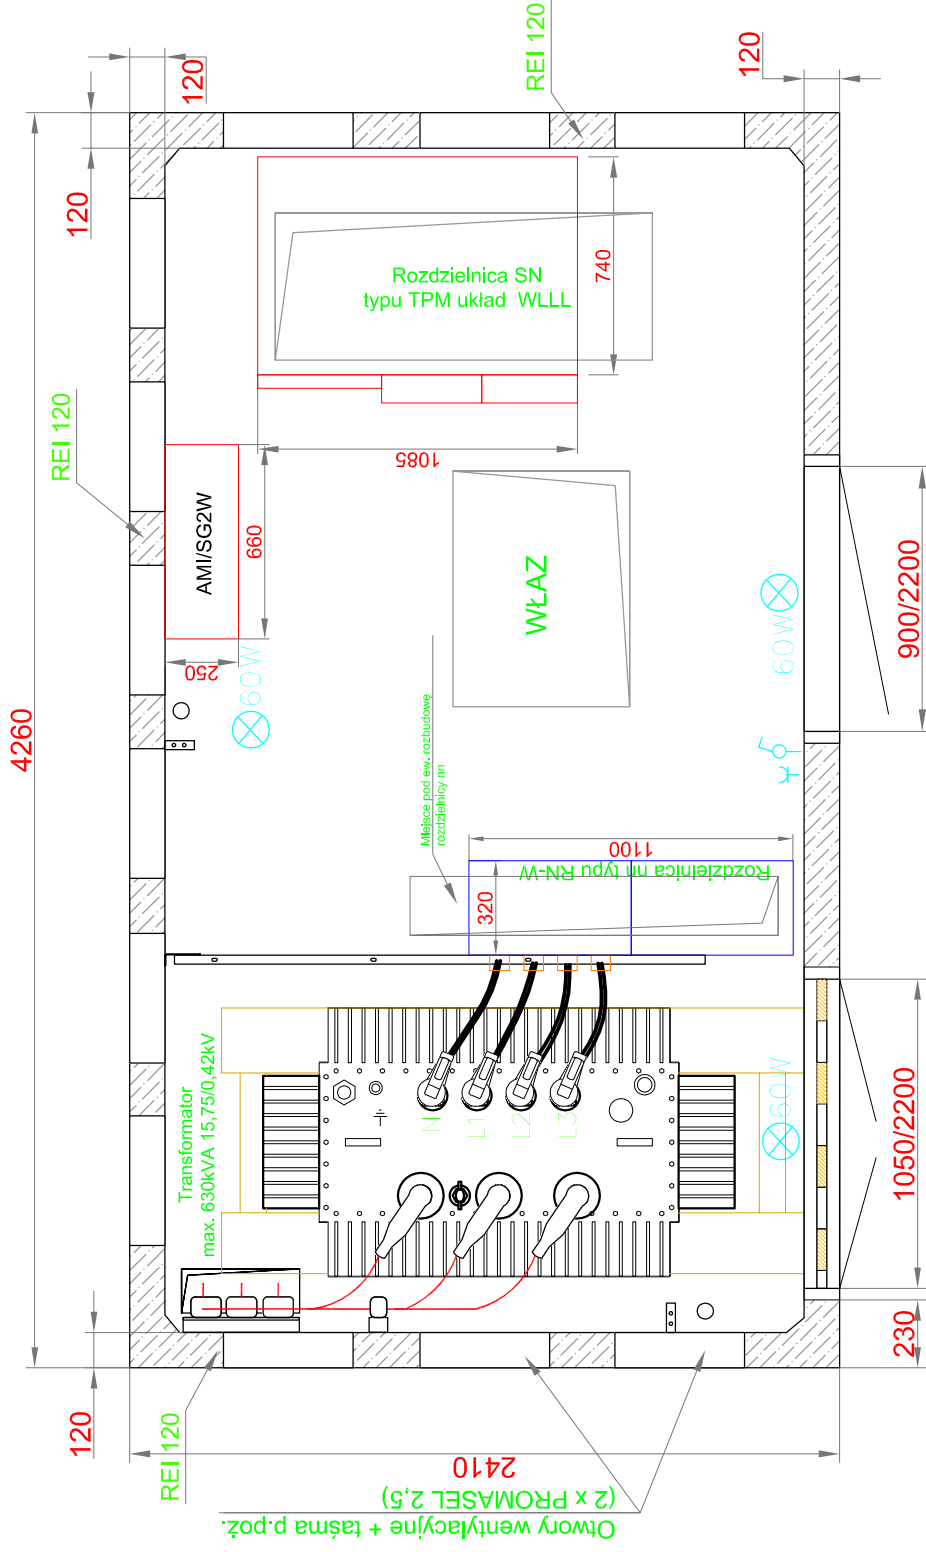 120
120
120
120
REI 120
4260
REI 120
Rozdzielnica SN
typu TPM układ WLLL
740
1085
AMI/SG2W
660
250
60W
WŁAZ
60W
900/2200
Miejsce pod ew. rozbudowę
rozdzielnicy nn
1100
Rozdzielnica nn typu RN-W
320
Transformator
max. 630kVA 15,75/0,42kV
N
L1
L2
L3
60W
1050/2200
230
120
REI 120
2410
Otwory wentylacyjne + taśma p.poż.
(2 x PROMASEL 2,5)